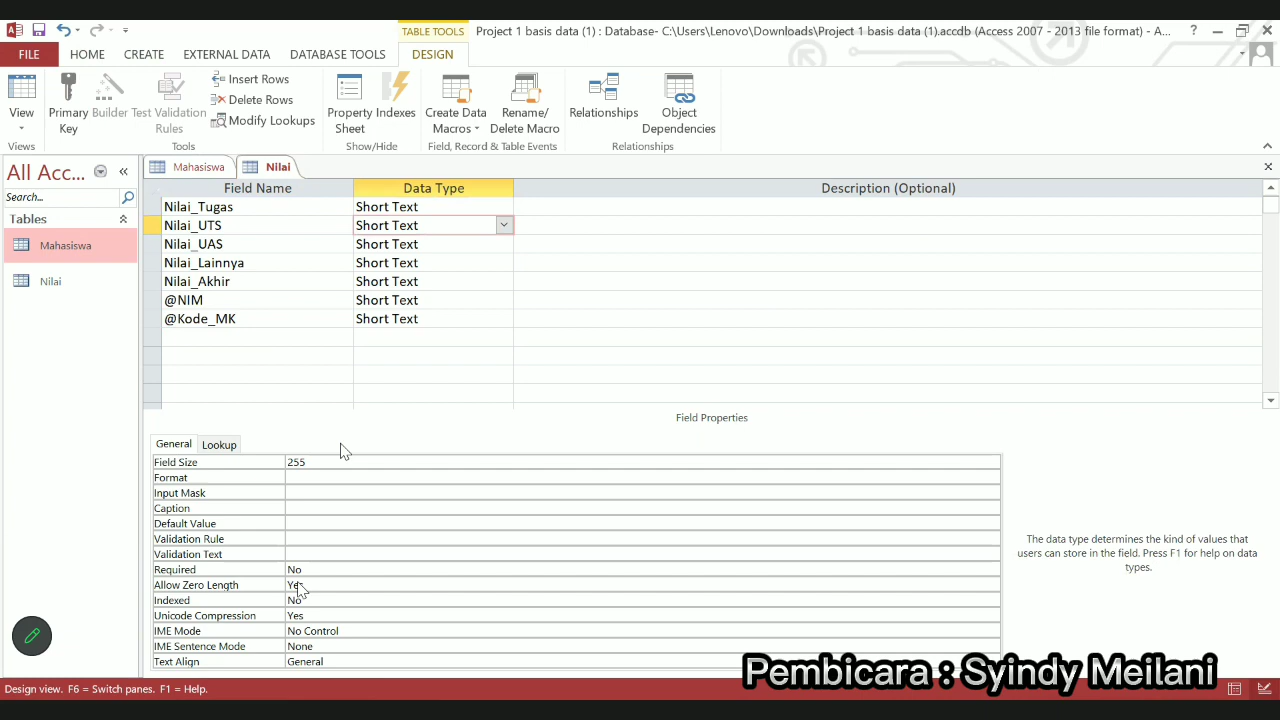 TABLE TOOLS
Project 1 basis data (1) : Database- C:\Users\Lenovo\Downloads\Project 1 basis data (1).accdb (Access 2007 - 2013 file format) - A...
FILE HOME CREATE EXTERNAL DATA DATABASE TOOLS DESIGN
View
Primary Key
Builder
Test Validation Rules
Insert Rows
Delete Rows
Modify Lookups
Property Sheet
Indexes
Create Data Macros
Rename/ Delete Macro
Relationships
Object Dependencies
Views Tools Show/Hide Field, Record & Table Events Relationships
All Acc...
Search...
Tables
Mahasiswa
Nilai
Mahasiswa Nilai
Field Name Data Type Description (Optional)
Nilai_Tugas Short Text
Nilai_UTS Short Text
Nilai_UAS Short Text
Nilai_Lainnya Short Text
Nilai_Akhir Short Text
@NIM Short Text
@Kode_MK Short Text
Field Properties
General Lookup
Field Size 255
Format
Input Mask
Caption
Default Value
Validation Rule
Validation Text
Required No
Allow Zero Length Yes
Indexed No
Unicode Compression Yes
IME Mode No Control
IME Sentence Mode None
Text Align General
The data type determines the kind of values that
users can store in the field. Press F1 for help on data
types.
Pembicara : Syindy Meilani
Design view. F6 = Switch panes. F1 = Help.